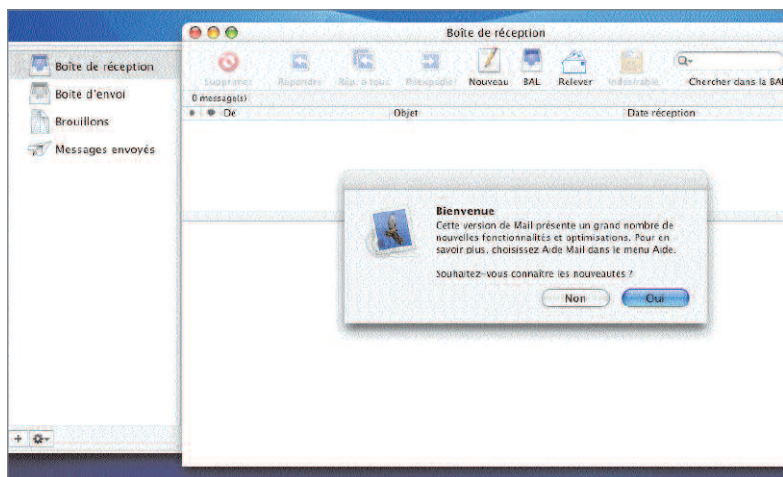 Boîte de réception
Boîte d'envoi
Brouillons
Messages envoyés
Boîte de réception
Supprimer Répondre Rép. à tous Réexpédier Nouveau BAL Relever Indésirable Chercher dans la BAL
0 message(s)
De Objet Date réception
Bienvenue
Cette version de Mail présente un grand nombre de
nouvelles fonctionnalités et optimisations. Pour en
savoir plus, choisissez Aide Mail dans le menu Aide.
Souhaitez-vous connaître les nouveautés ?
Non Oui